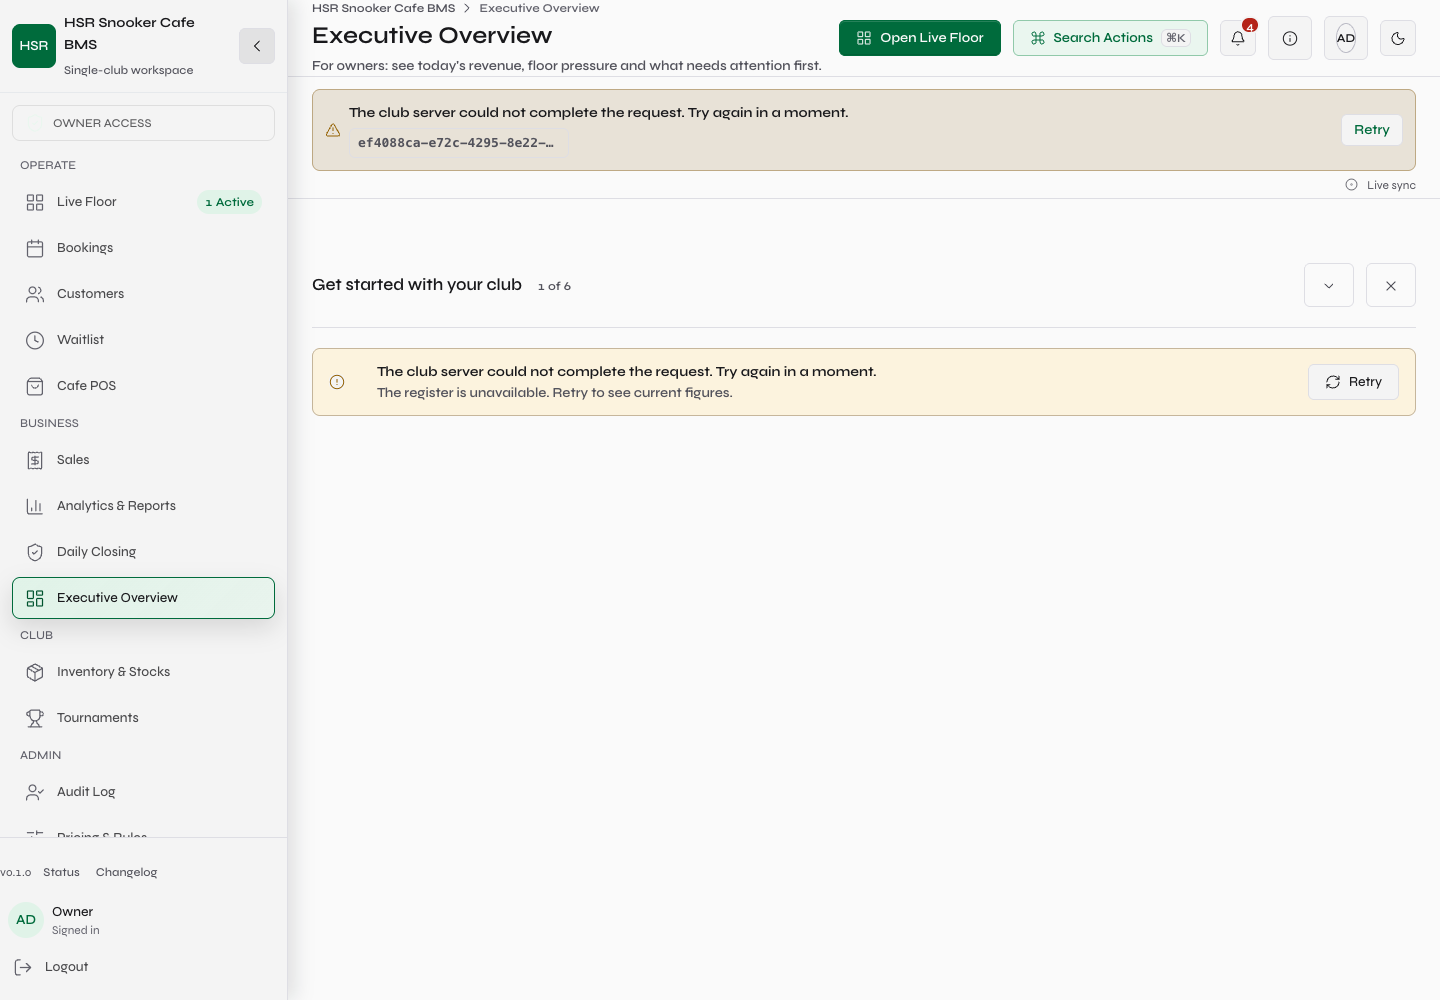 HSR
HSR Snooker Cafe
BMS
Single-club workspace
OWNER ACCESS
OPERATE
Live Floor
1 Active
Bookings
Customers
Waitlist
Cafe POS
BUSINESS
Sales
Analytics & Reports
Daily Closing
Executive Overview
CLUB
Inventory & Stocks
Tournaments
ADMIN
Audit Log
Pricing & Rules
v0.1.0 Status Changelog
AD
Owner
Signed in
Logout
HSR Snooker Cafe BMS > Executive Overview
Executive Overview
For owners: see today's revenue, floor pressure and what needs attention first.
Open Live Floor
Search Actions ⌘K
4
AD
The club server could not complete the request. Try again in a moment.
ef4088ca-e72c-4295-8e22-…
Retry
Live sync
Get started with your club 1 of 6
The club server could not complete the request. Try again in a moment.
The register is unavailable. Retry to see current figures.
Retry